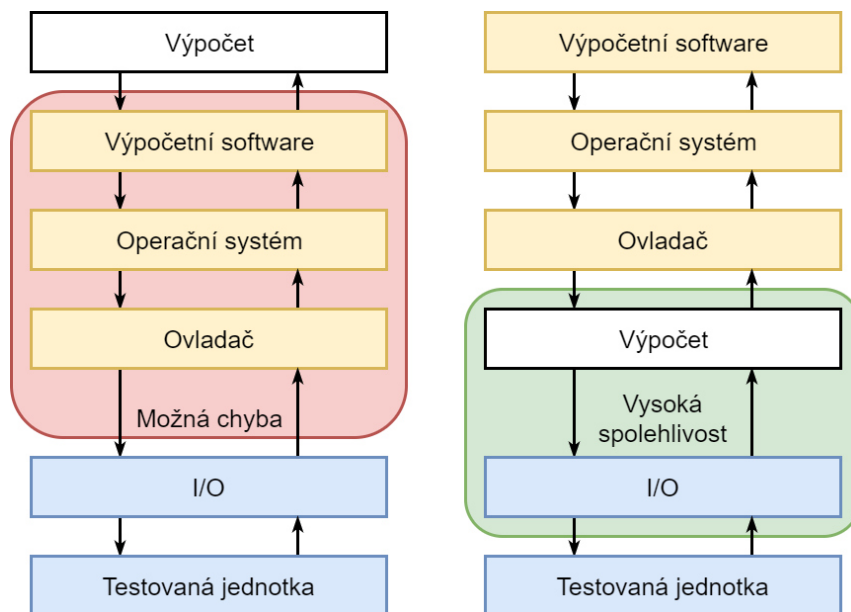 Výpočet
Výpočetní software
Operační systém
Ovladač
Možná chyba
I/O
Testovaná jednotka
Výpočetní software
Operační systém
Ovladač
Výpočet
Vysoká
spolehlivost
I/O
Testovaná jednotka